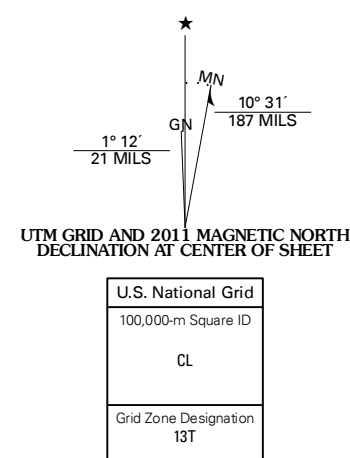 ★
MN
10° 31´
187 MILS
GN
1° 12´
21 MILS
UTM GRID AND 2011 MAGNETIC NORTH
DECLINATION AT CENTER OF SHEET
U.S. National Grid
100,000-m Square ID
CL
Grid Zone Designation
13T